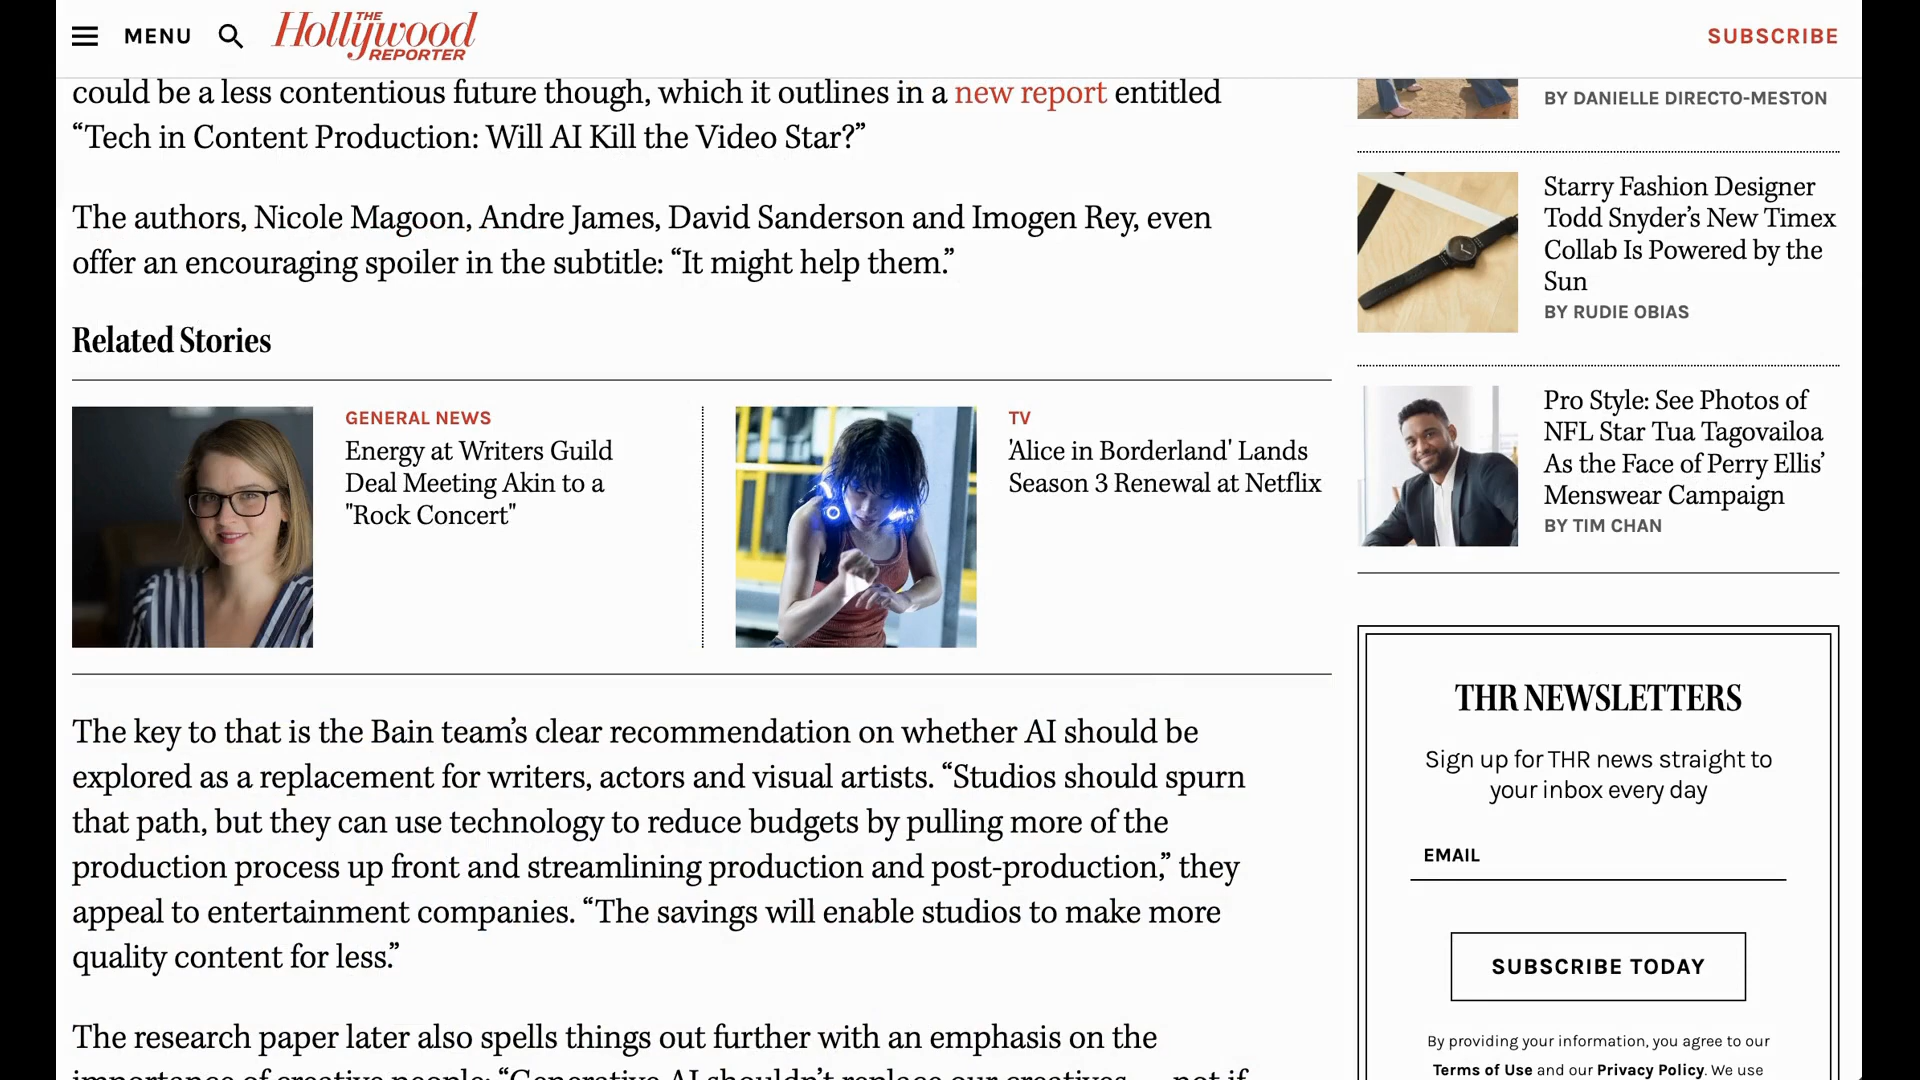 MENU
THE
Hollywood
REPORTER
SUBSCRIBE
could be a less contentious future though, which it outlines in a new report entitled
“Tech in Content Production: Will AI Kill the Video Star?”
The authors, Nicole Magoon, Andre James, David Sanderson and Imogen Rey, even
offer an encouraging spoiler in the subtitle: “It might help them.”
Related Stories
GENERAL NEWS
Energy at Writers Guild
Deal Meeting Akin to a
"Rock Concert"
TV
'Alice in Borderland' Lands
Season 3 Renewal at Netflix
The key to that is the Bain team’s clear recommendation on whether AI should be
explored as a replacement for writers, actors and visual artists. “Studios should spurn
that path, but they can use technology to reduce budgets by pulling more of the
production process up front and streamlining production and post-production,” they
appeal to entertainment companies. “The savings will enable studios to make more
quality content for less.”
The research paper later also spells things out further with an emphasis on the
importance of creative people: “Generative AI shouldn’t replace our creatives — not if
BY DANIELLE DIRECTO-MESTON
Starry Fashion Designer
Todd Snyder’s New Timex
Collab Is Powered by the
Sun
BY RUDIE OBIAS
Pro Style: See Photos of
NFL Star Tua Tagovailoa
As the Face of Perry Ellis’
Menswear Campaign
BY TIM CHAN
THR NEWSLETTERS
Sign up for THR news straight to
your inbox every day
EMAIL
SUBSCRIBE TODAY
By providing your information, you agree to our
Terms of Use and our Privacy Policy. We use